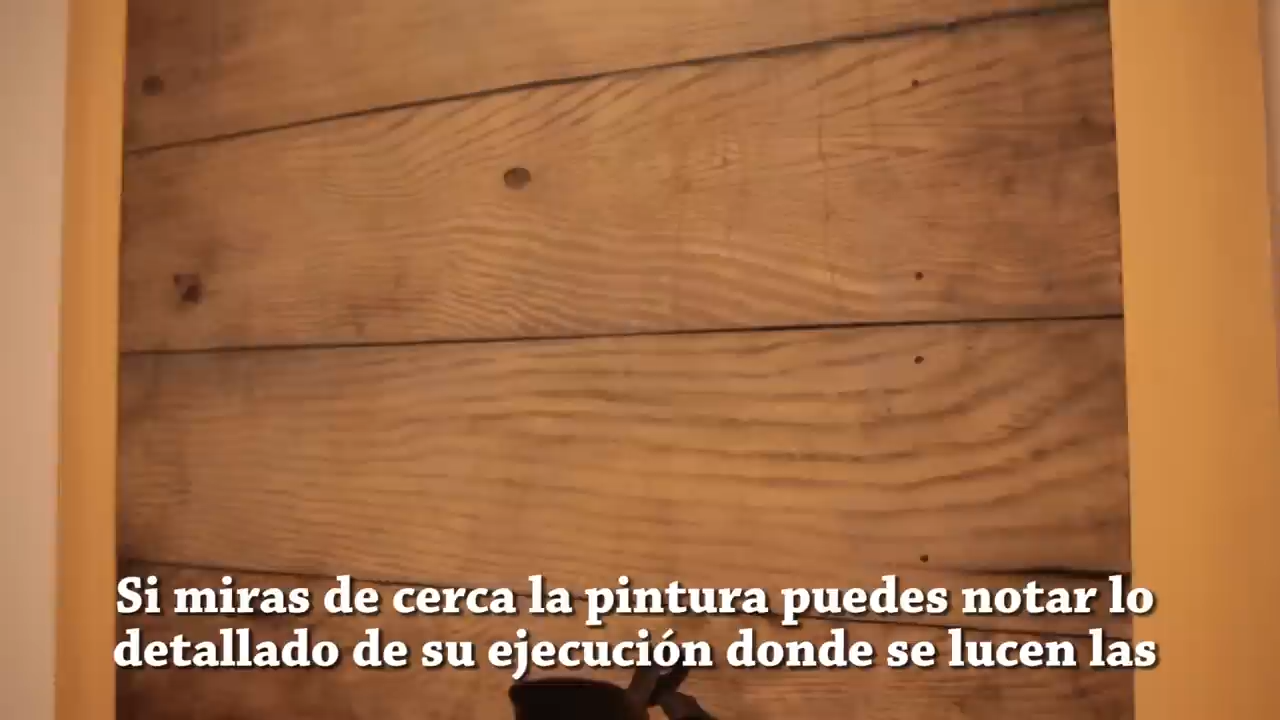 Si miras de cerca la pintura puedes notar lo
detallado de su ejecución donde se lucen las